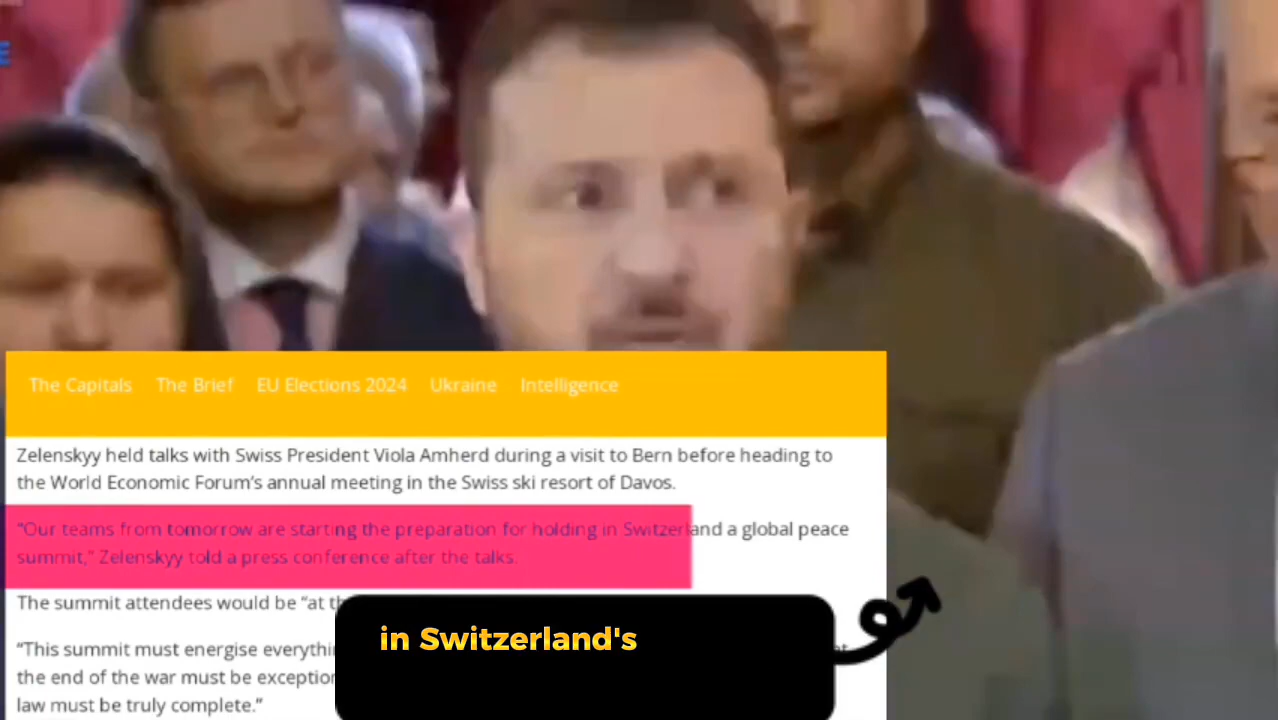 E
The Capitals The Brief EU Elections 2024 Ukraine Intelligence
Zelenskyy held talks with Swiss President Viola Amherd during a visit to Bern before heading to
the World Economic Forum's annual meeting in the Swiss ski resort of Davos.
"Our teams from tomorrow are starting the preparation for holding in Switzerland a global peace
summit," Zelenskyy told a press conference after the talks.
The summit attendees would be "at
"This summit must energise
the end of the war must be
law must be truly complete."
in Switzerland's